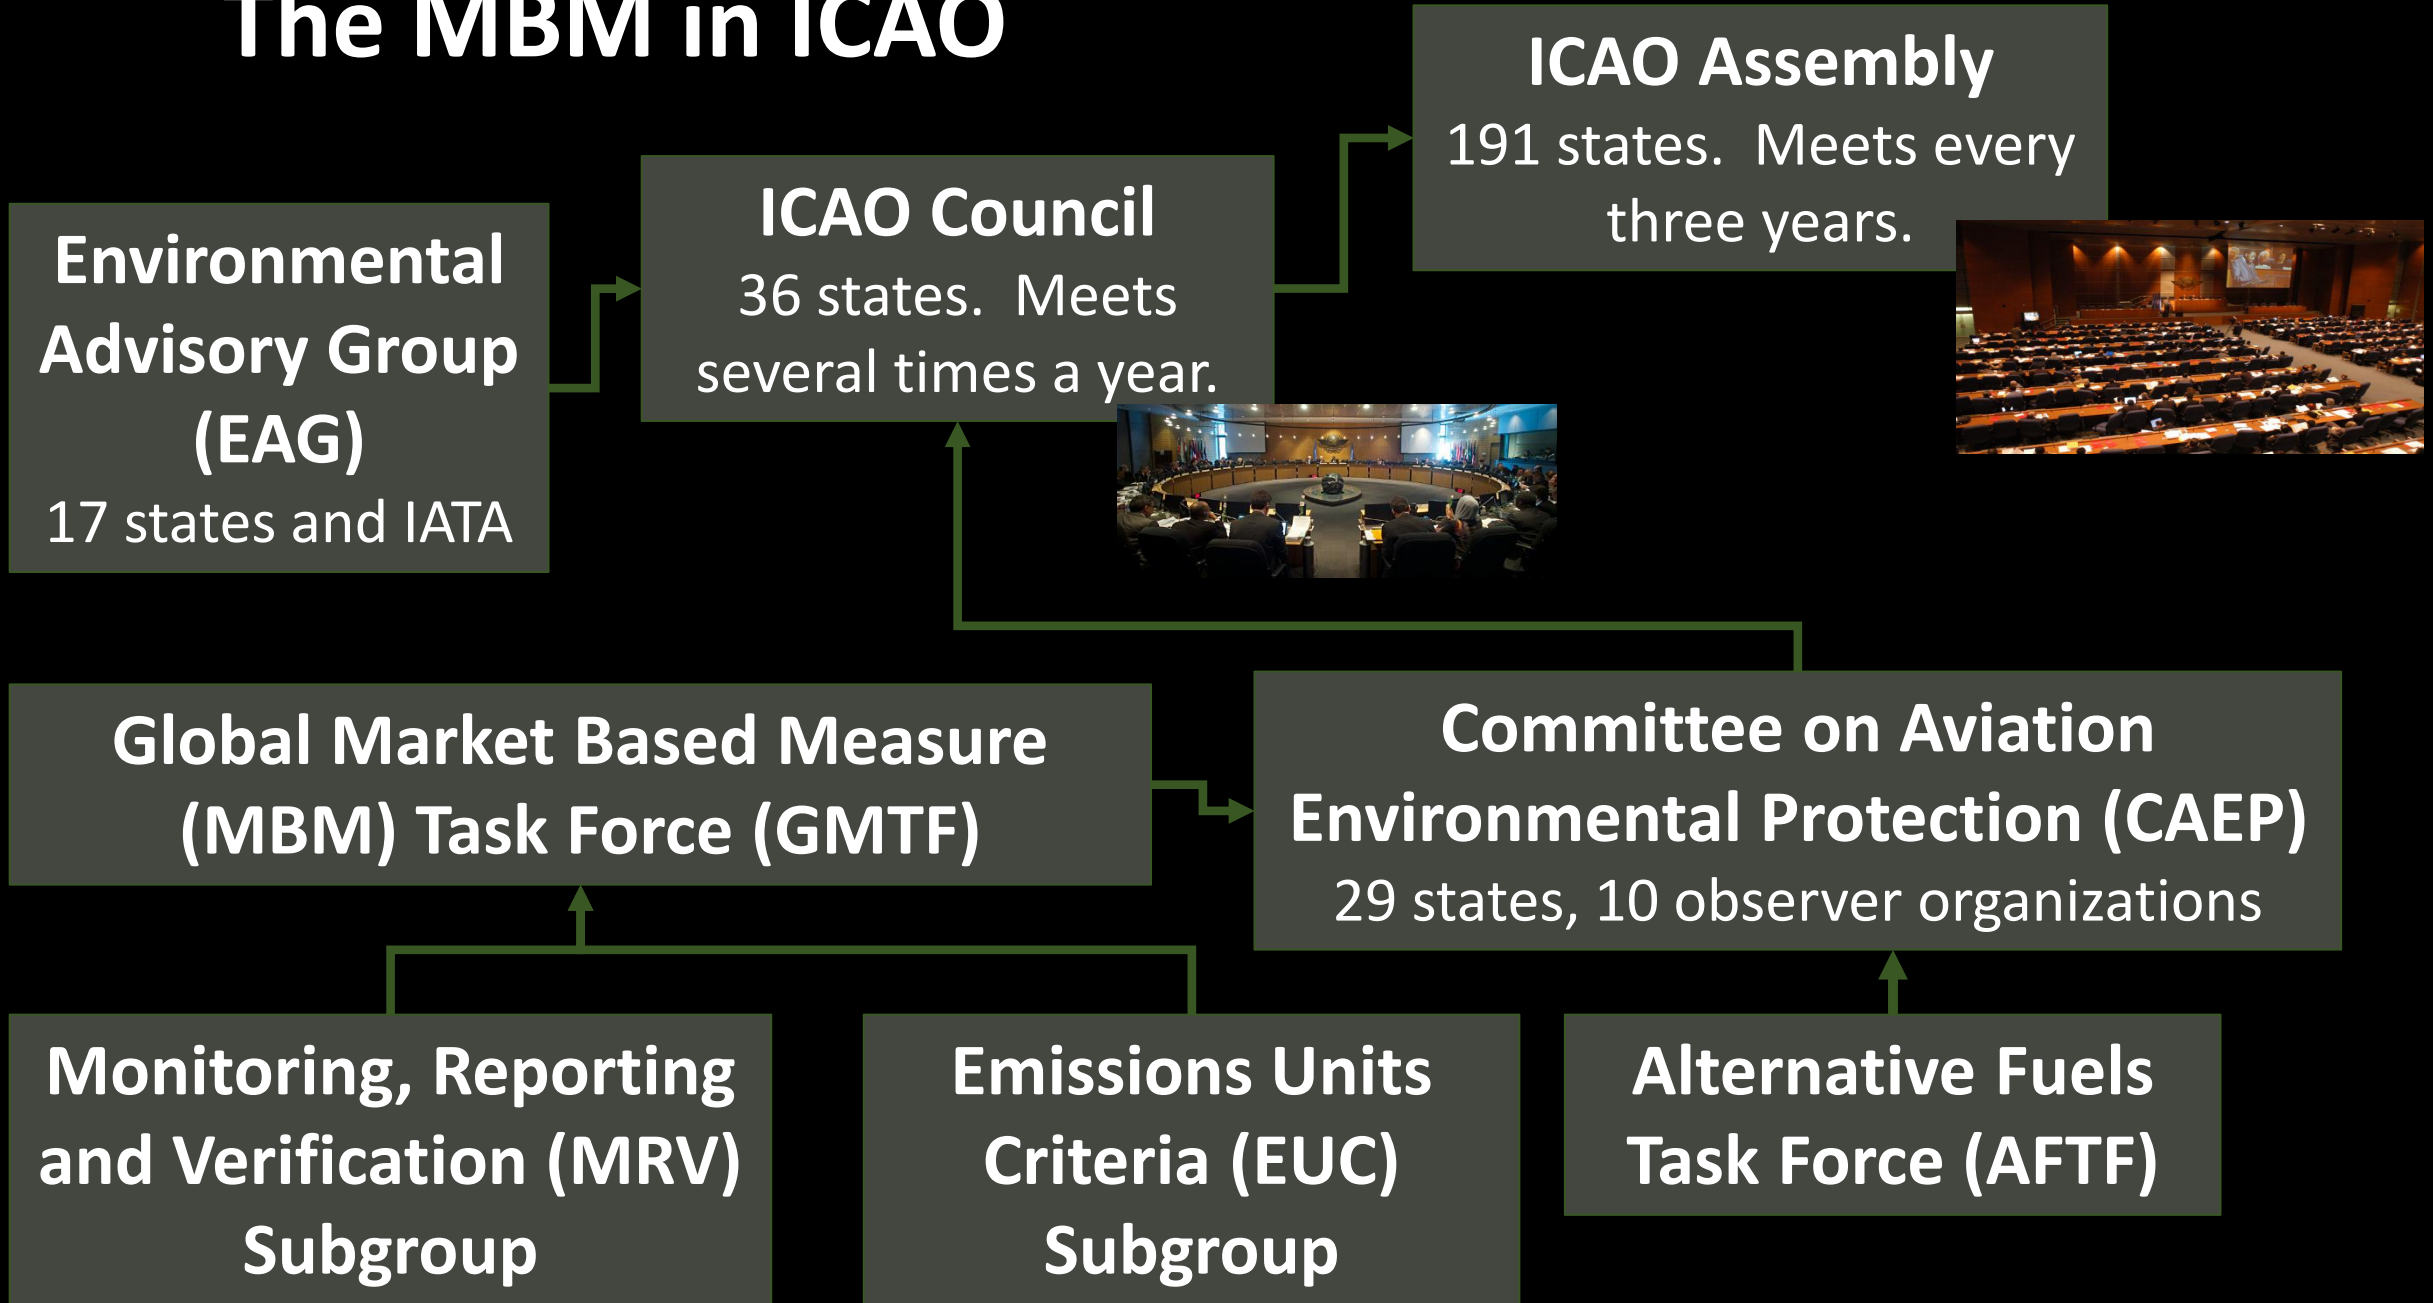 The MBM in ICAO
ICAO Assembly
191 states.  Meets every
three years.
ICAO Council
36 states.  Meets
several times a year.
Environmental
Advisory Group
(EAG)
17 states and IATA
Global Market Based Measure
(MBM) Task Force (GMTF)
Committee on Aviation
Environmental Protection (CAEP)
29 states, 10 observer organizations
Monitoring, Reporting
and Verification (MRV)
Subgroup
Emissions Units
Criteria (EUC)
Subgroup
Alternative Fuels
Task Force (AFTF)